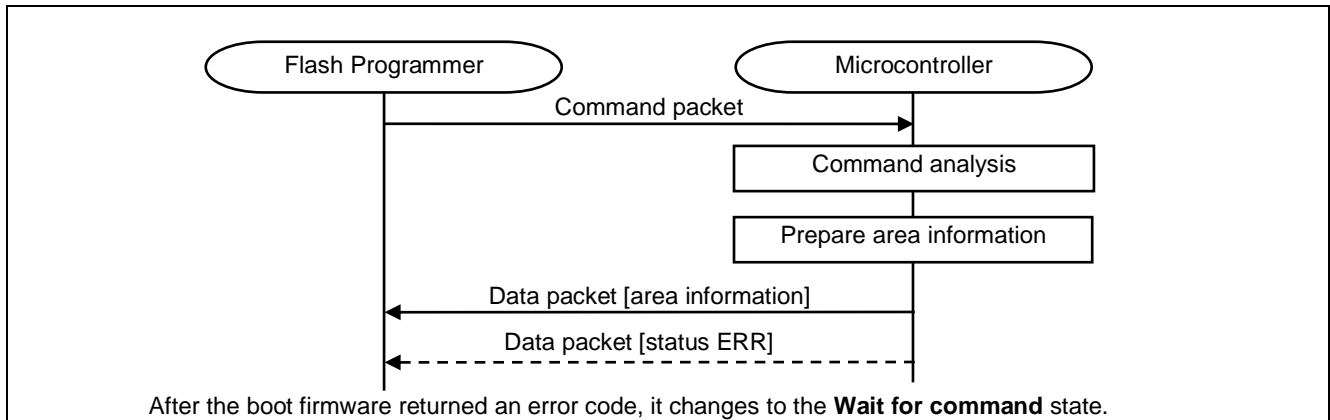 Flash Programmer
Microcontroller
Command packet
Command analysis
Prepare area information
Data packet [area information]
Data packet [status ERR]
After the boot firmware returned an error code, it changes to the Wait for command state.